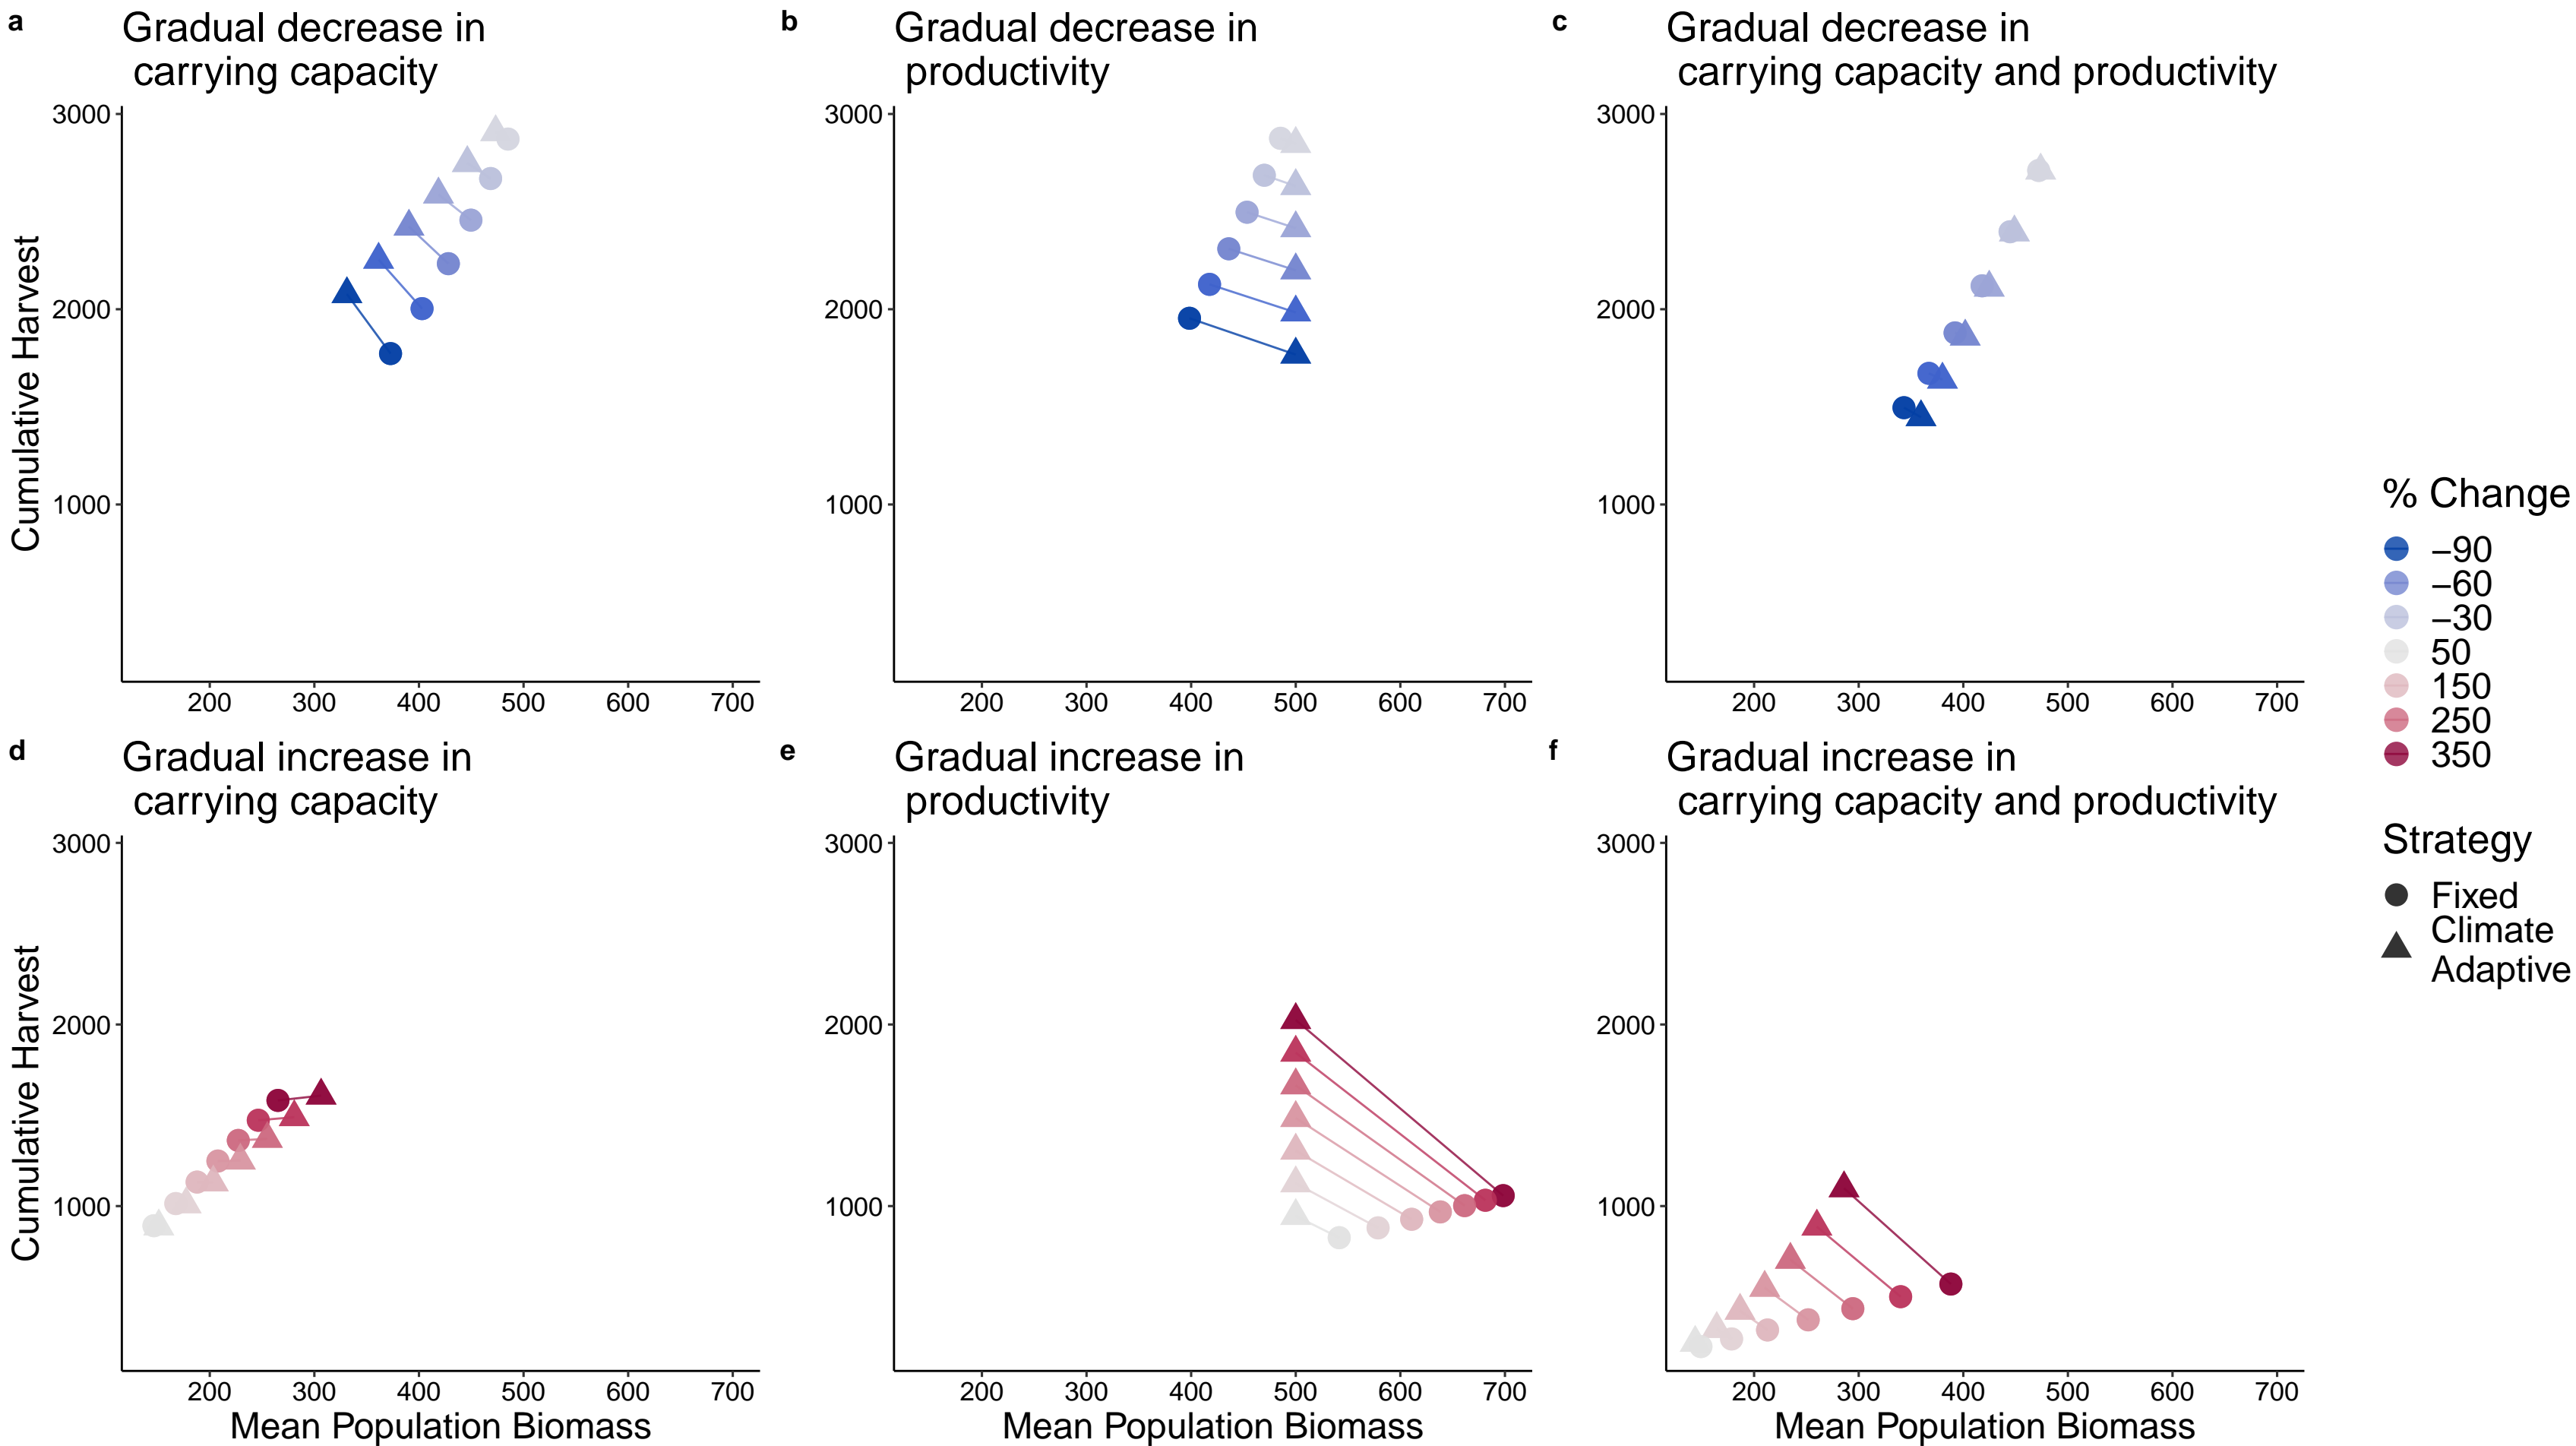 a
Gradual decrease in
carrying capacity
b
Gradual decrease in
productivity
c
Gradual decrease in
carrying capacity and productivity
Cumulative Harvest
3000
2000
1000
200 300 400 500 600 700
3000
2000
1000
200 300 400 500 600 700
3000
2000
1000
200 300 400 500 600 700
d
Gradual increase in
carrying capacity
e
Gradual increase in
productivity
f
Gradual increase in
carrying capacity and productivity
Cumulative Harvest
3000
2000
1000
200 300 400 500 600 700
Mean Population Biomass
3000
2000
1000
200 300 400 500 600 700
Mean Population Biomass
3000
2000
1000
200 300 400 500 600 700
Mean Population Biomass
% Change
−90
−60
−30
50
150
250
350
Strategy
Fixed
Climate
Adaptive